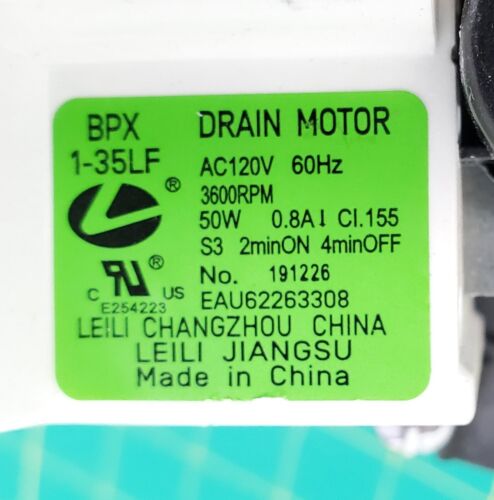 BPX DRAIN MOTOR
1-35LF AC120V 60Hz
® 3600RPM
50W 0.8A↓ Cl.155
S3 2minON 4minOFF
® No. 191226
C US EAU62263308
E254223
LEILI CHANGZHOU CHINA
LEILI JIANGSU
Made in China